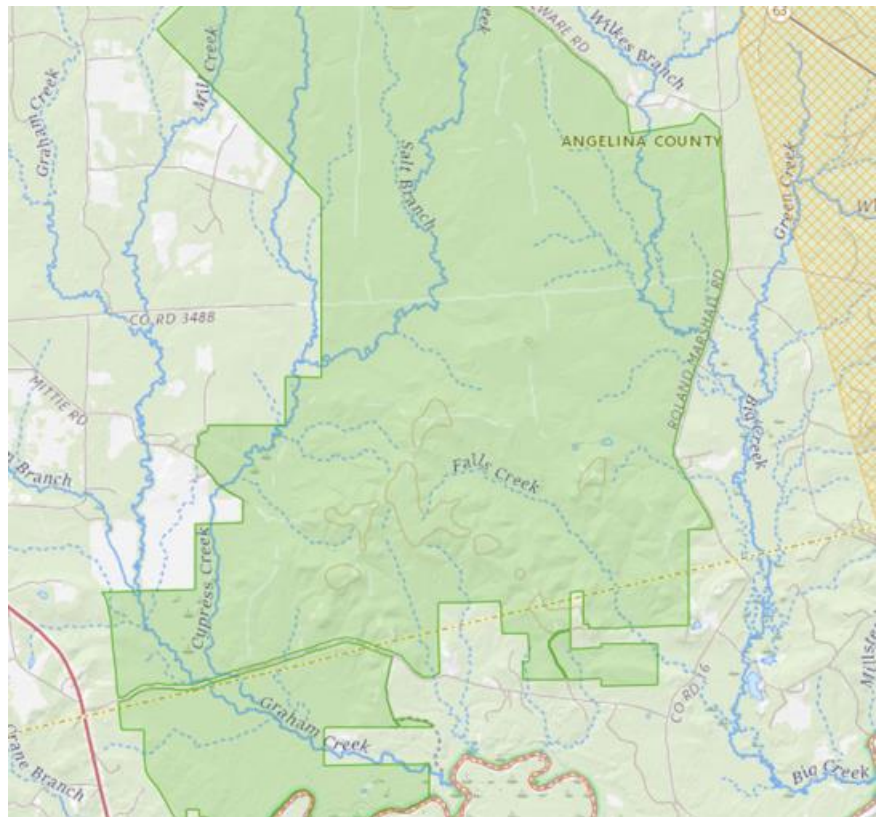 63
WARE RD
Wilkes Branch
Mill Creek
Graham Creek
ANGELINA COUNTY
Salt Branch
Green Creek
CO RD 3488
ROLAND MARSHALL RD
MITTIE RD
Big Creek
Branch
Falls Creek
Cypress Creek
CO RD 16
Graham Creek
Crane Branch
Big Creek